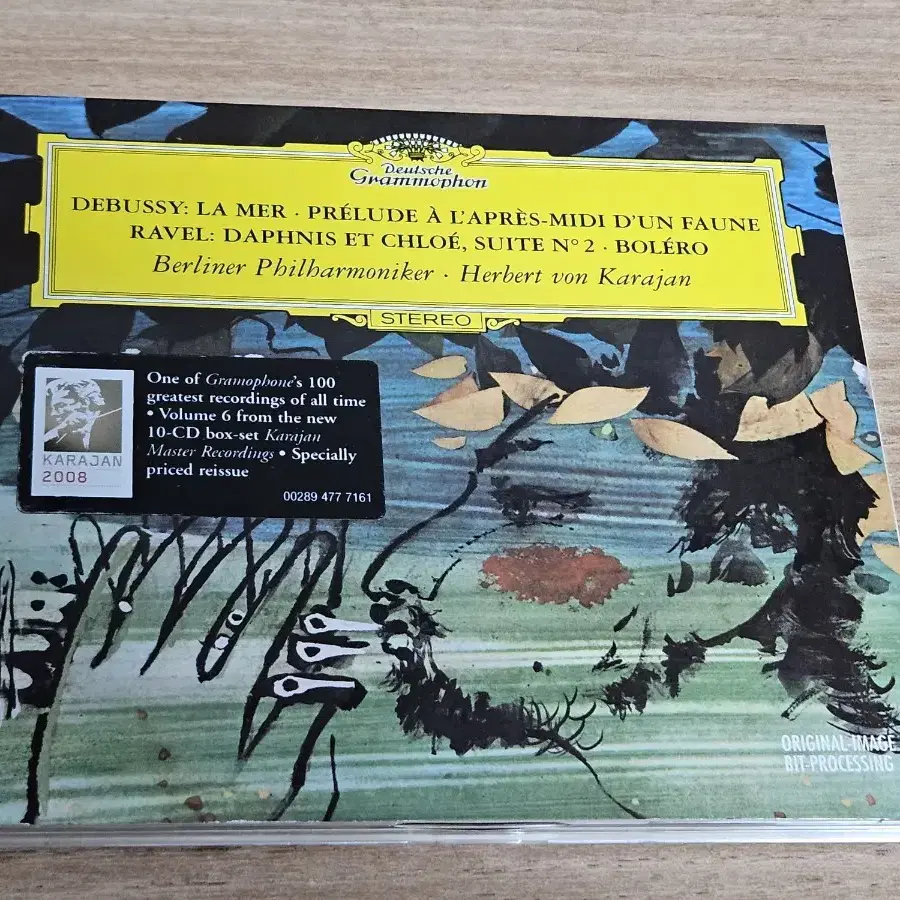 Deutsche
Grammophon
DEBUSSY: LA MER · PRÉLUDE À L'APRÈS-MIDI D'UN FAUNE
RAVEL: DAPHNIS ET CHLOÉ, SUITE N° 2 · BOLÉRO
Berliner Philharmoniker · Herbert von Karajan
STEREO
KARAJAN
2008
One of Gramophone's 100
greatest recordings of all time
• Volume 6 from the new
10-CD box-set Karajan
Master Recordings • Specially
priced reissue
00289 477 7161
ORIGINAL-IMAGE
BIT-PROCESSING